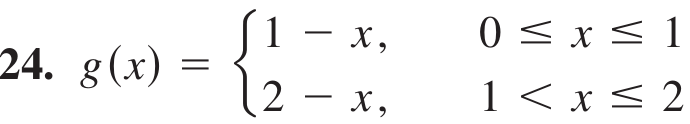 24. g(x) = { 1 − x, 0 ≤ x ≤ 1
2 − x, 1 < x ≤ 2